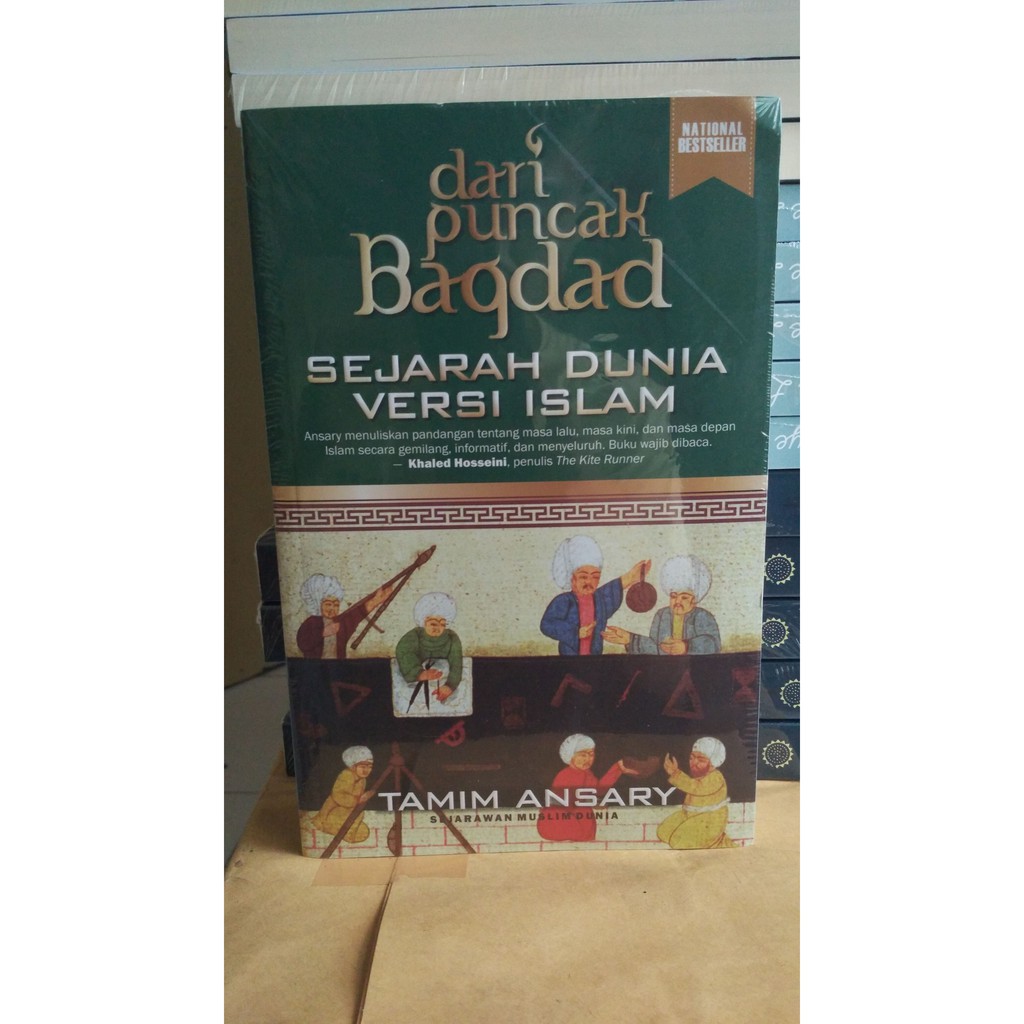 NATIONAL
BESTSELLER
dari
puncak
Bagdad
SEJARAH DUNIA
VERSI ISLAM
Ansary menuliskan pandangan tentang masa lalu, masa kini, dan masa depan
Islam secara gemilang, informatif, dan menyeluruh. Buku wajib dibaca.
— Khaled Hosseini, penulis The Kite Runner
TAMIM ANSARY
SEJARAWAN MUSLIM DUNIA